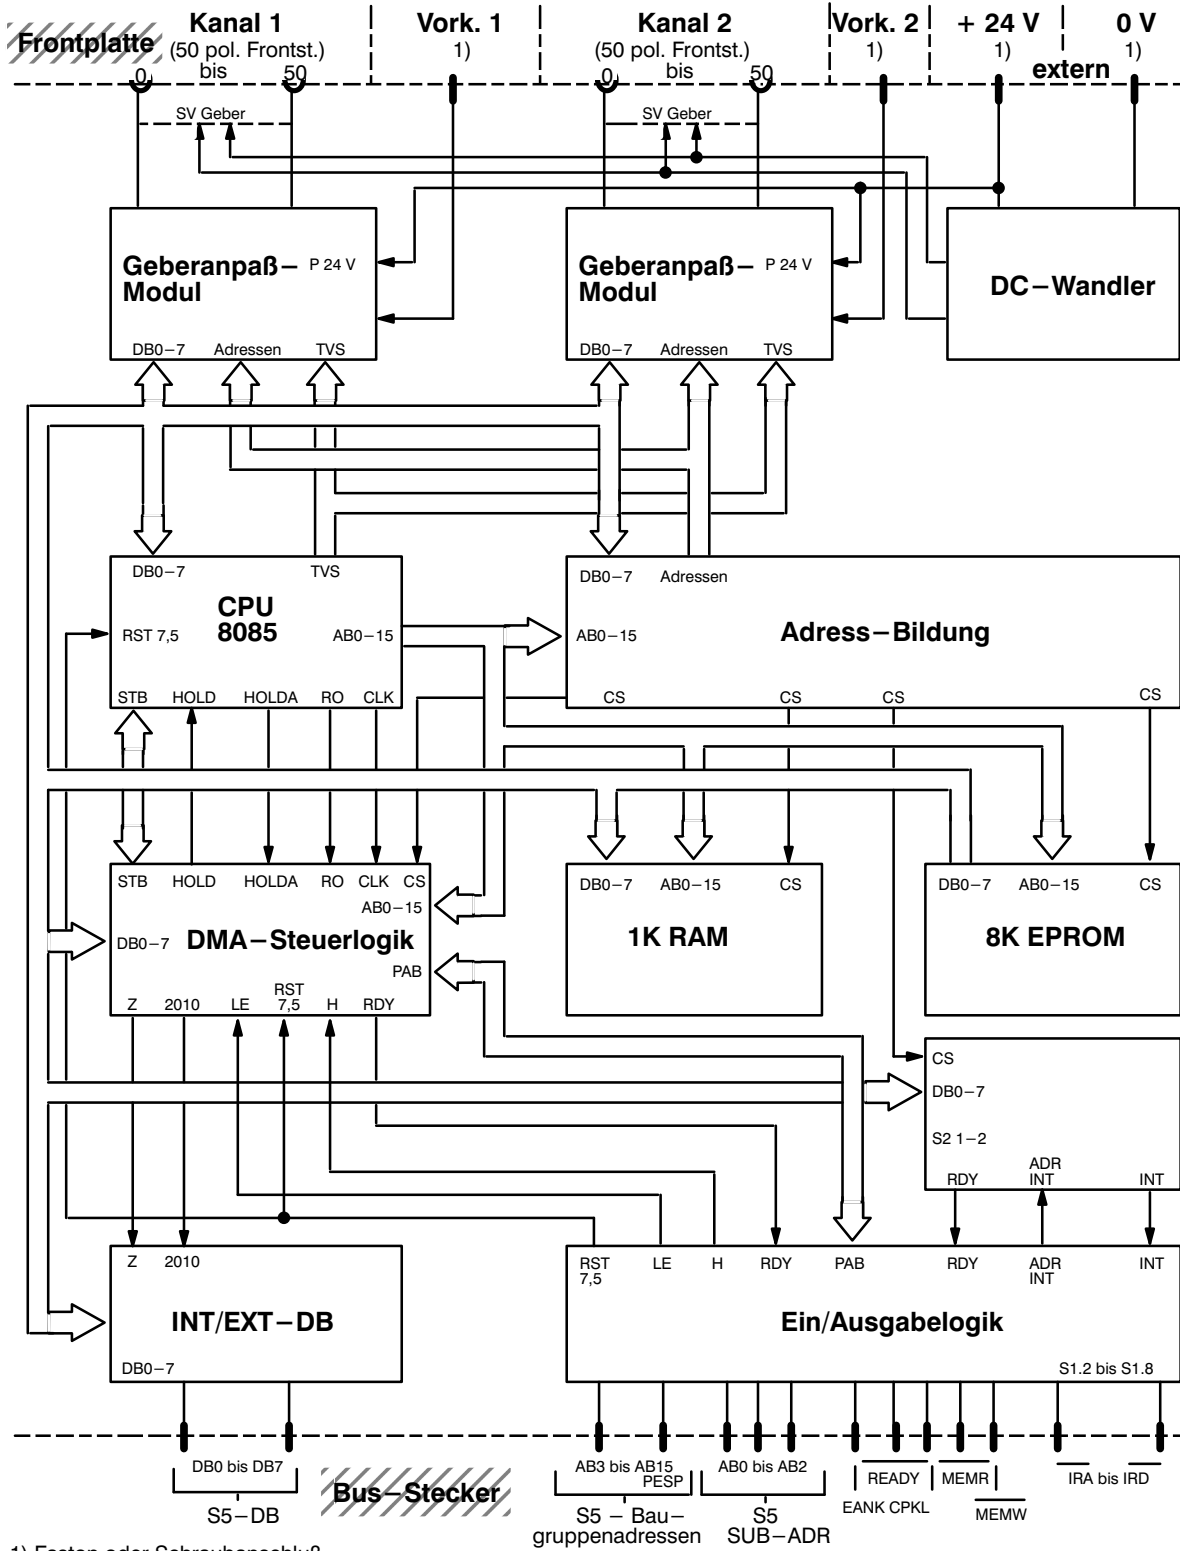 Frontplatte
Kanal 1
(50 pol. Frontst.)
0 bis 50
Vork. 1
1)
Kanal 2
(50 pol. Frontst.)
0 bis 50
Vork. 2
1)
+ 24 V
1)
0 V
1)
extern
SV Geber
SV Geber
Geberanpaß–
Modul
P 24 V
DB0–7 Adressen TVS
Geberanpaß–
Modul
P 24 V
DB0–7 Adressen TVS
DC–Wandler
DB0–7 TVS
CPU
8085
RST 7,5
AB0–15
STB HOLD HOLDA RO CLK
DB0–7 Adressen
AB0–15
Adress–Bildung
CS CS CS CS
STB HOLD HOLDA RO CLK CS
AB0–15
DB0–7
DMA–Steuerlogik
PAB
Z 2010 LE RST
7,5 H RDY
DB0–7 AB0–15 CS
1K RAM
DB0–7 AB0–15 CS
8K EPROM
CS
DB0–7
S2 1–2
RDY ADR
INT INT
Z 2010
INT/EXT–DB
DB0–7
RST
7,5 LE H RDY PAB RDY ADR
INT INT
Ein/Ausgabelogik
S1.2 bis S1.8
DB0 bis DB7
S5–DB
Bus–Stecker
AB3 bis AB15
PESP
S5 – Bau–
gruppenadressen
AB0 bis AB2
S5
SUB–ADR
READY
EANK CPKL
MEMR
MEMW
IRA bis IRD